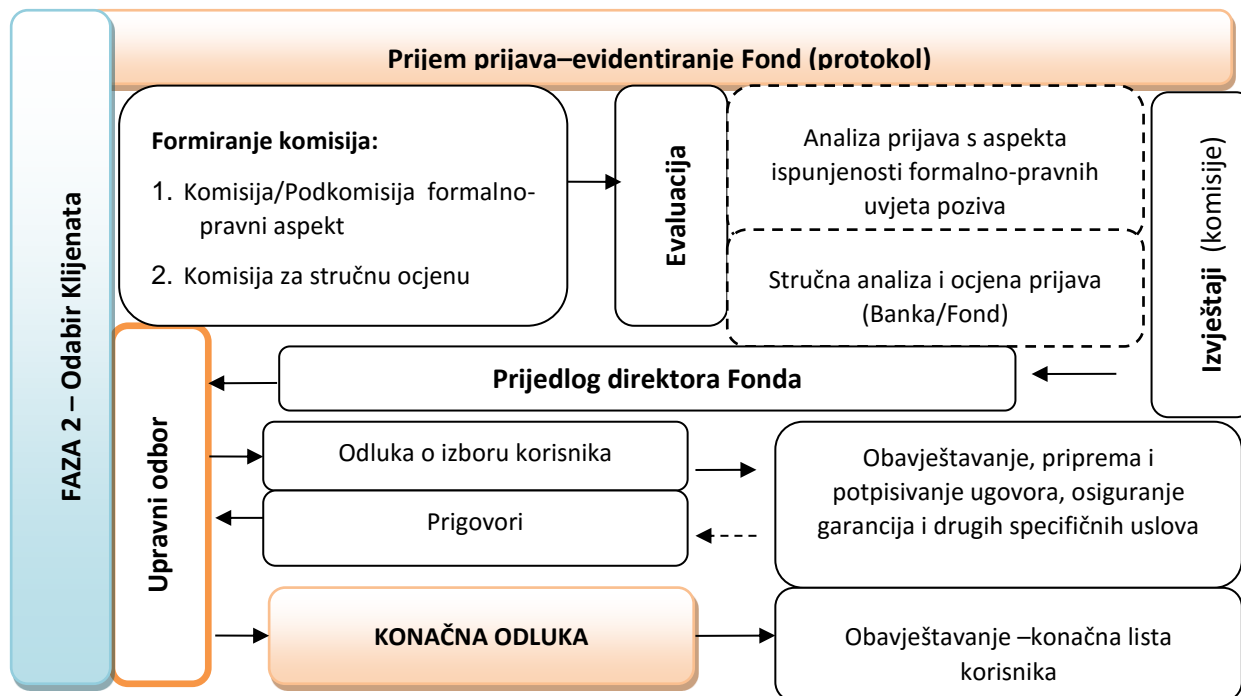 FAZA 2 – Odabir Klijenata
Prijem prijava–evidentiranje Fond (protokol)
Formiranje komisija:
1. Komisija/Podkomisija formalno-
pravni aspekt
2. Komisija za stručnu ocjenu
Evaluacija
Analiza prijava s aspekta
ispunjenosti formalno-pravnih
uvjeta poziva
Stručna analiza i ocjena prijava
(Banka/Fond)
Izvještaji (komisije)
Prijedlog direktora Fonda
Upravni odbor
Odluka o izboru korisnika
Prigovori
Obavještavanje, priprema i
potpisivanje ugovora, osiguranje
garancija i drugih specifičnih uslova
KONAČNA ODLUKA
Obavještavanje –konačna lista
korisnika